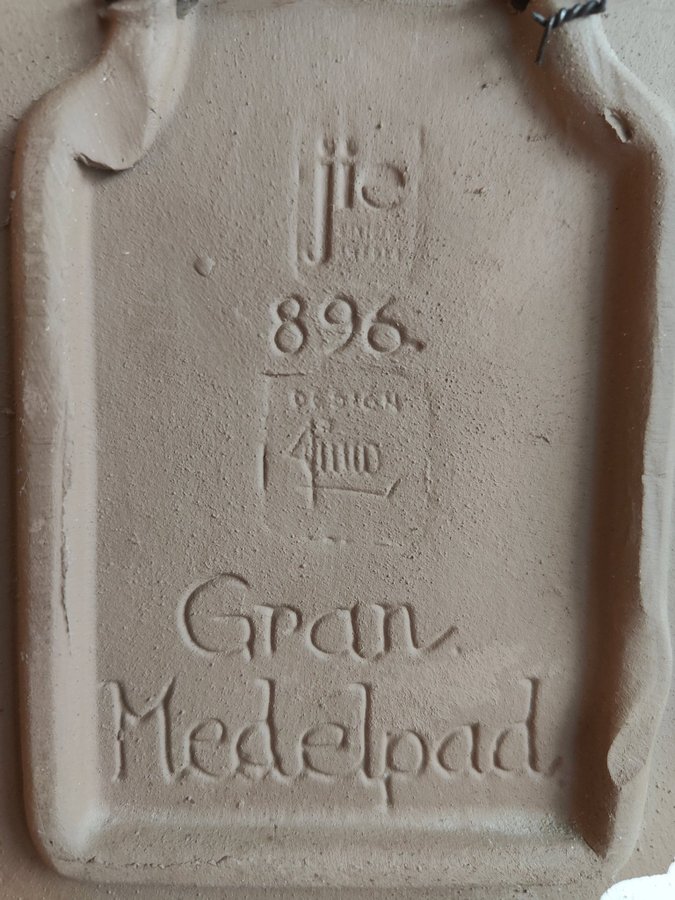 jie
896
DESIGN
Gran.
Medelpad.